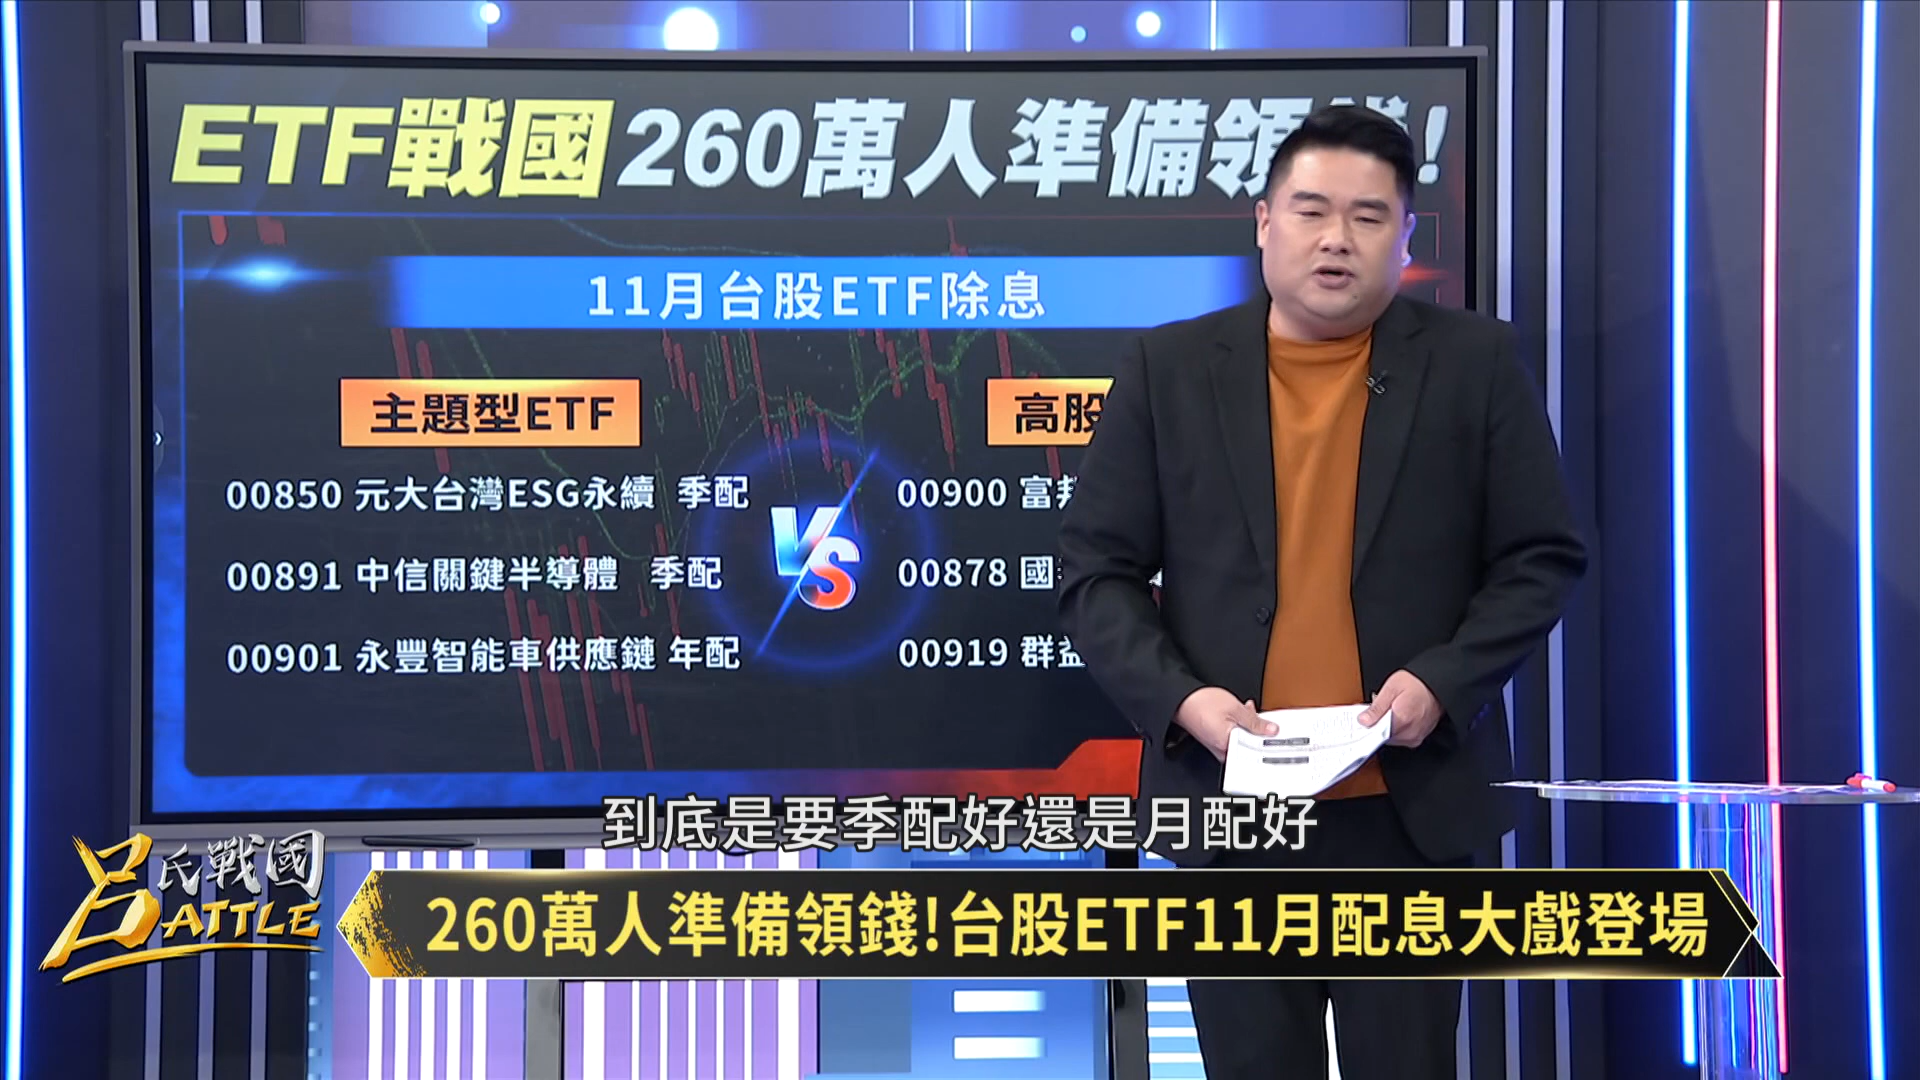 ETF戰國 260萬人準備領!
11月台股ETF除息
主題型ETF
高股
00850 元大台灣ESG永續 季配
00891 中信關鍵半導體 季配
00901 永豐智能車供應鏈 年配
VS
00900 富邦
00878 國
00919 群益
到底是要季配好還是月配好
呂氏戰國
BATTLE
260萬人準備領錢!台股ETF11月配息大戲登場